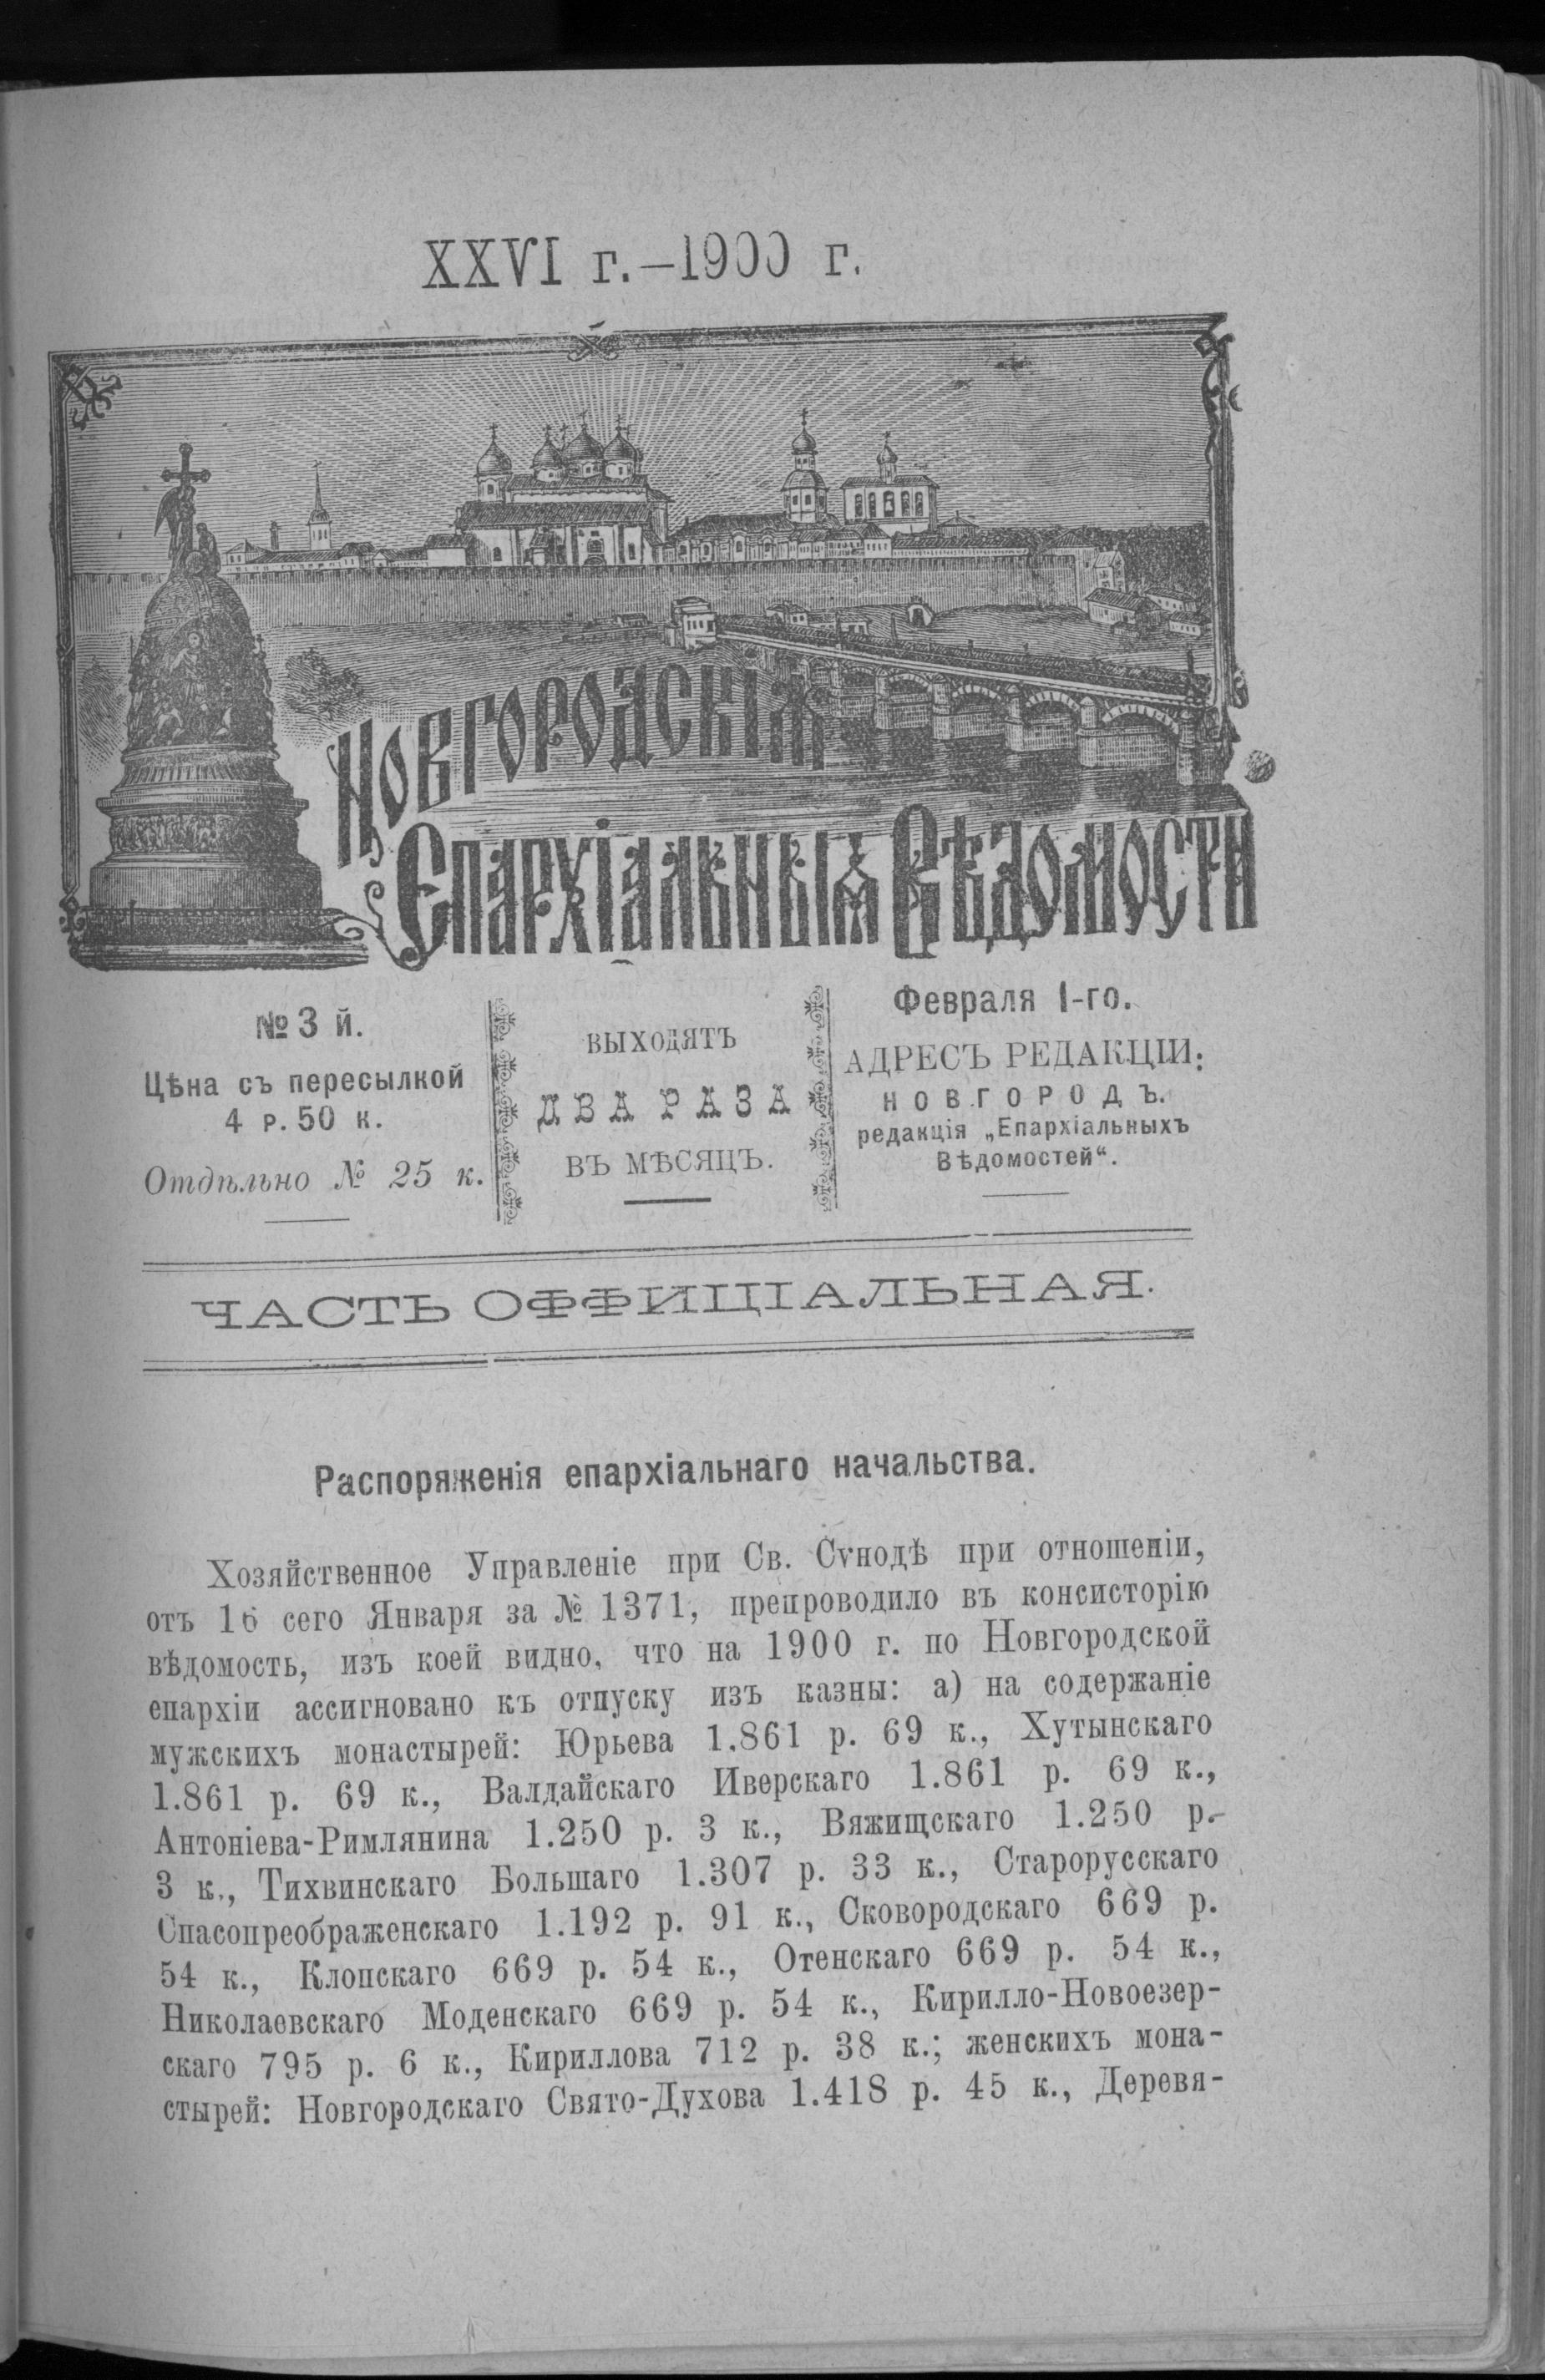 XXVI г.—1900 г.
Новгородскія
Епархіальныя Вѣдомости
№ 3 й.
Цѣна съ пересылкой
4 р. 50 к.
Отдѣльно № 25 к.
ВЫХОДЯТЪ
ДВА РАЗА
ВЪ МѢСЯЦЪ.
Февраля 1-го.
АДРЕСЪ РЕДАКЦІИ:
НОВГОРОДЪ.
редакція „Епархіальныхъ
Вѣдомостей“.
ЧАСТЬ ОФФИЦІАЛЬНАЯ.
Распоряженія епархіальнаго начальства.
Хозяйственное Управленіе при Св. Сѵнодѣ при отношеніи,
отъ 16 сего Января за № 1371, препроводило въ консисторію
вѣдомость, изъ коей видно, что на 1900 г. по Новгородской
епархіи ассигновано къ отпуску изъ казны: а) на содержаніе
мужскихъ монастырей: Юрьева 1.861 р. 69 к., Хутынскаго
1.861 р. 69 к., Валдайскаго Иверскаго 1.861 р. 69 к.,
Антоніева-Римлянина 1.250 р. 3 к., Вяжищскаго 1.250 р.
3 к., Тихвинскаго Большаго 1.307 р. 33 к., Старорусскаго
Спасопреображенскаго 1.192 р. 91 к., Сковородскаго 669 р.
54 к., Клопскаго 669 р. 54 к., Отенскаго 669 р. 54 к.,
Николаевскаго Моденскаго 669 р. 54 к., Кирилло-Новоезер-
скаго 795 р. 6 к., Кириллова 712 р. 38 к.; женскихъ мона-
стырей: Новгородскаго Свято-Духова 1.418 р. 45 к., Деревя-